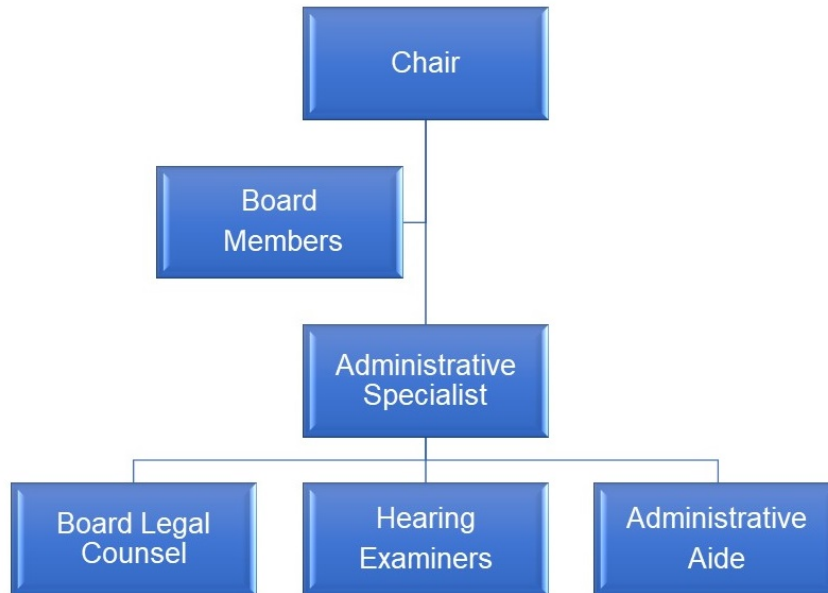 Chair
Board
Members
Administrative
Specialist
Board Legal
Counsel
Hearing
Examiners
Administrative
Aide